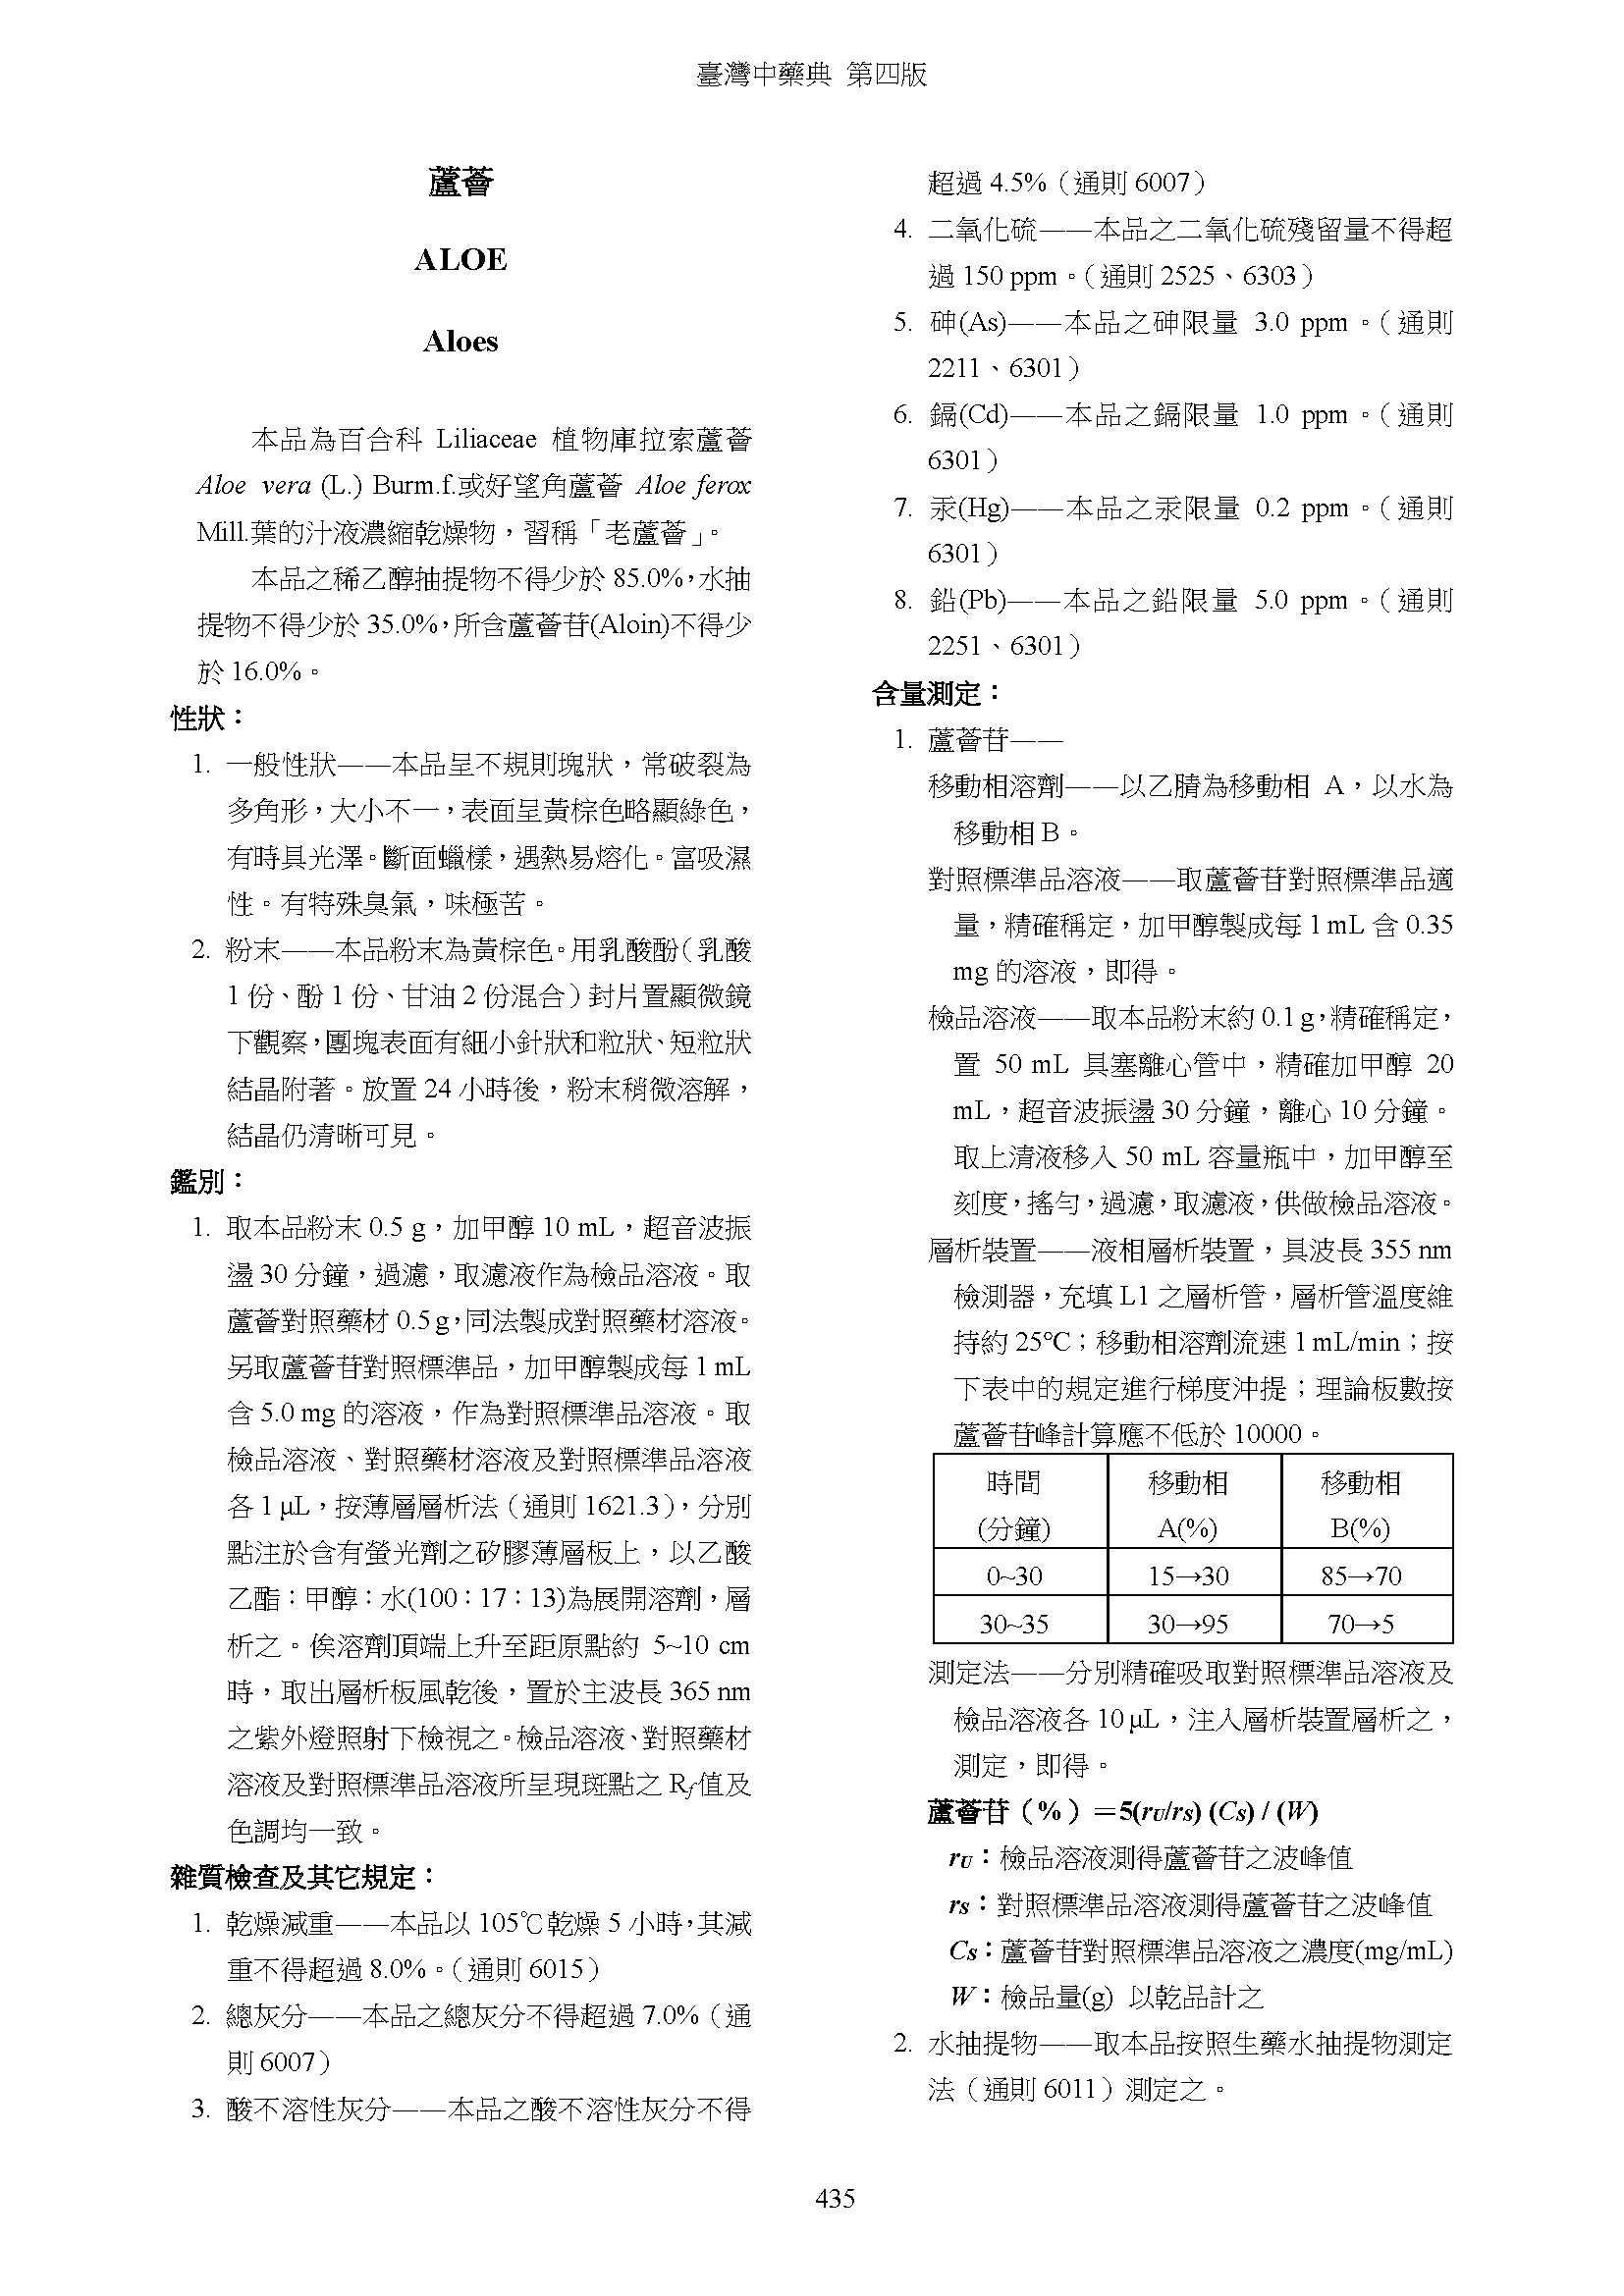 臺灣中藥典 第四版
蘆薈
ALOE
Aloes
本品為百合科 Liliaceae 植物庫拉索蘆薈
Aloe vera (L.) Burm.f.或好望角蘆薈 Aloe ferox
Mill.葉的汁液濃縮乾燥物，習稱「老蘆薈」。
本品之稀乙醇抽提物不得少於 85.0%，水抽
提物不得少於 35.0%，所含蘆薈苷(Aloin)不得少
於 16.0%。
性狀：
1. 一般性狀——本品呈不規則塊狀，常破裂為
多角形，大小不一，表面呈黃棕色略顯綠色，
有時具光澤。斷面蠟樣，遇熱易熔化。富吸濕
性。有特殊臭氣，味極苦。
2. 粉末——本品粉末為黃棕色。用乳酸酚（乳酸
1 份、酚 1 份、甘油 2 份混合）封片置顯微鏡
下觀察，團塊表面有細小針狀和粒狀、短粒狀
結晶附著。放置 24 小時後，粉末稍微溶解，
結晶仍清晰可見。
鑑別：
1. 取本品粉末 0.5 g，加甲醇 10 mL，超音波振
盪 30 分鐘，過濾，取濾液作為檢品溶液。取
蘆薈對照藥材 0.5 g，同法製成對照藥材溶液。
另取蘆薈苷對照標準品，加甲醇製成每 1 mL
含 5.0 mg 的溶液，作為對照標準品溶液。取
檢品溶液、對照藥材溶液及對照標準品溶液
各 1 μL，按薄層層析法（通則 1621.3），分別
點注於含有螢光劑之矽膠薄層板上，以乙酸
乙酯：甲醇：水(100：17：13)為展開溶劑，層
析之。俟溶劑頂端上升至距原點約 5~10 cm
時，取出層析板風乾後，置於主波長 365 nm
之紫外燈照射下檢視之。檢品溶液、對照藥材
溶液及對照標準品溶液所呈現斑點之 Rf值及
色調均一致。
雜質檢查及其它規定：
1. 乾燥減重——本品以 105℃乾燥 5 小時，其減
重不得超過 8.0%。（通則 6015）
2. 總灰分——本品之總灰分不得超過 7.0%（通
則 6007）
3. 酸不溶性灰分——本品之酸不溶性灰分不得
超過 4.5%（通則 6007）
4. 二氧化硫——本品之二氧化硫殘留量不得超
過 150 ppm。（通則 2525、6303）
5. 砷(As)——本品之砷限量 3.0 ppm。（通則
2211、6301）
6. 鎘(Cd)——本品之鎘限量 1.0 ppm。（通則
6301）
7. 汞(Hg)——本品之汞限量 0.2 ppm。（通則
6301）
8. 鉛(Pb)——本品之鉛限量 5.0 ppm。（通則
2251、6301）
含量測定：
1. 蘆薈苷——
移動相溶劑——以乙腈為移動相 A，以水為
移動相 B。
對照標準品溶液——取蘆薈苷對照標準品適
量，精確稱定，加甲醇製成每 1 mL 含 0.35
mg 的溶液，即得。
檢品溶液——取本品粉末約 0.1 g，精確稱定，
置 50 mL 具塞離心管中，精確加甲醇 20
mL，超音波振盪 30 分鐘，離心 10 分鐘。
取上清液移入 50 mL 容量瓶中，加甲醇至
刻度，搖勻，過濾，取濾液，供做檢品溶液。
層析裝置——液相層析裝置，具波長 355 nm
檢測器，充填 L1 之層析管，層析管溫度維
持約 25℃；移動相溶劑流速 1 mL/min；按
下表中的規定進行梯度沖提；理論板數按
蘆薈苷峰計算應不低於 10000。
時間 移動相 移動相
(分鐘) A(%) B(%)
0~30 15→30 85→70
30~35 30→95 70→5
測定法——分別精確吸取對照標準品溶液及
檢品溶液各 10 μL，注入層析裝置層析之，
測定，即得。
蘆薈苷（%）＝5(rU/rS) (CS) / (W)
rU：檢品溶液測得蘆薈苷之波峰值
rS：對照標準品溶液測得蘆薈苷之波峰值
CS：蘆薈苷對照標準品溶液之濃度(mg/mL)
W：檢品量(g) 以乾品計之
2. 水抽提物——取本品按照生藥水抽提物測定
法（通則 6011）測定之。
435